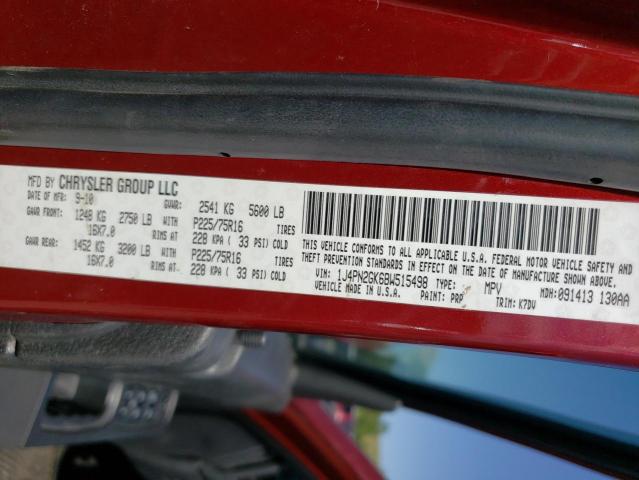 MFD BY CHRYSLER GROUP LLC
DATE OF MFR: 9-10 GVWR: 2541 KG 5600 LB
GAWR FRONT: 1248 KG 2750 LB WITH P225/75R16 TIRES
16X7.0 RIMS AT 228 KPA ( 33 PSI) COLD
GAWR REAR: 1452 KG 3200 LB WITH P225/75R16 TIRES
16X7.0 RIMS AT 228 KPA ( 33 PSI) COLD
THIS VEHICLE CONFORMS TO ALL APPLICABLE U.S.A. FEDERAL MOTOR VEHICLE SAFETY AND
THEFT PREVENTION STANDARDS IN EFFECT ON THE DATE OF MANUFACTURE SHOWN ABOVE.
VIN: 1J4PN2GK6BW515498 TYPE: MPV MDH: 091413 130AA
VEHICLE MADE IN U.S.A. PAINT: PRP TRIM: K7DV